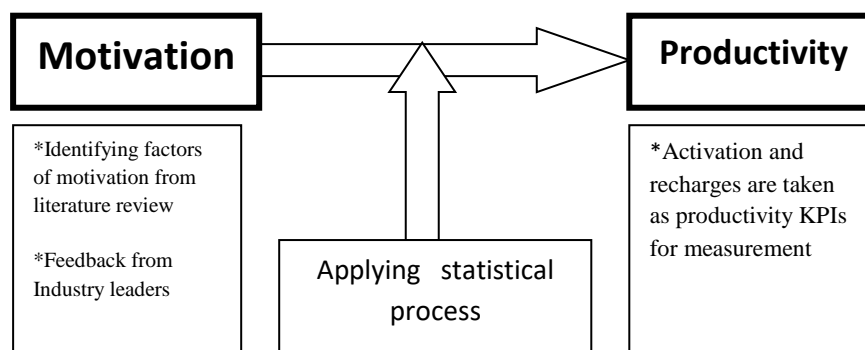 Motivation
Productivity
*Identifying factors
of motivation from
literature review
*Feedback from
Industry leaders
Applying statistical
process
*Activation and
recharges are taken
as productivity KPIs
for measurement